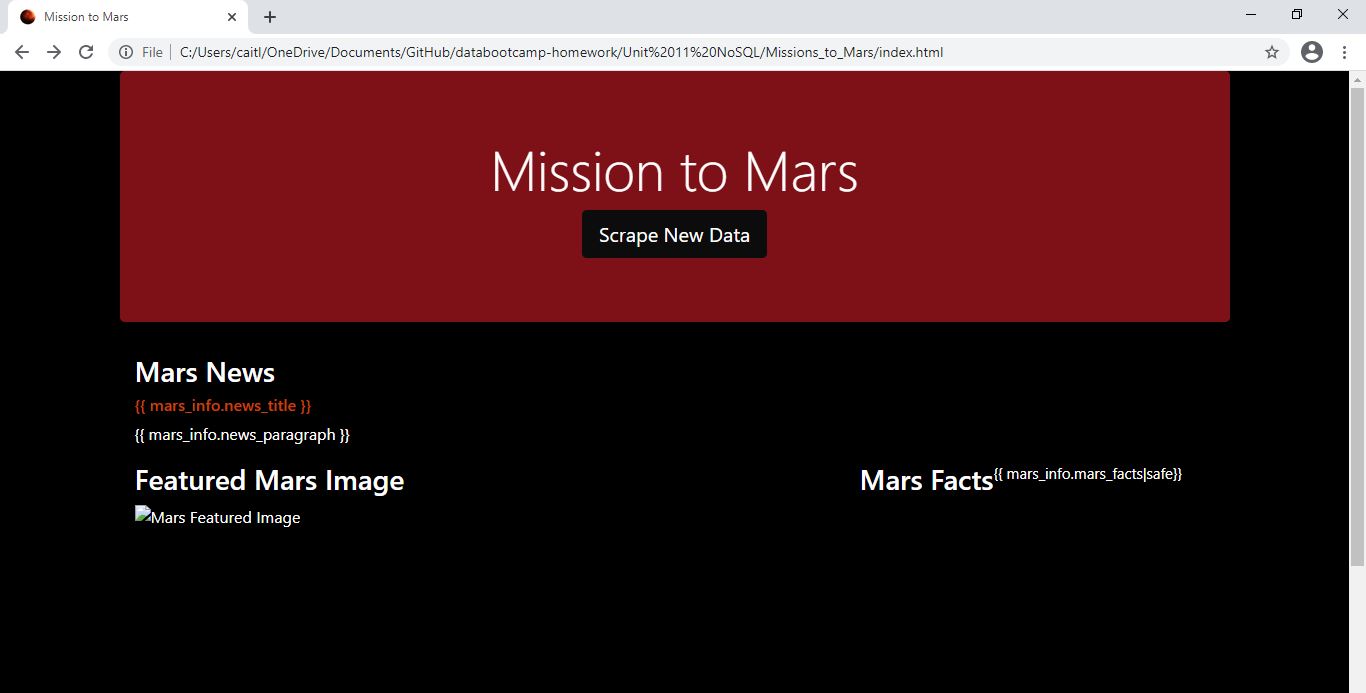 Mission to Mars
File
C:/Users/caitl/OneDrive/Documents/GitHub/databootcamp-homework/Unit%2011%20NoSQL/Missions_to_Mars/index.html
Mission to Mars
Scrape New Data
Mars News
{{ mars_info.news_title }}
{{ mars_info.news_paragraph }}
Featured Mars Image
Mars Featured Image
Mars Facts{{ mars_info.mars_facts|safe}}